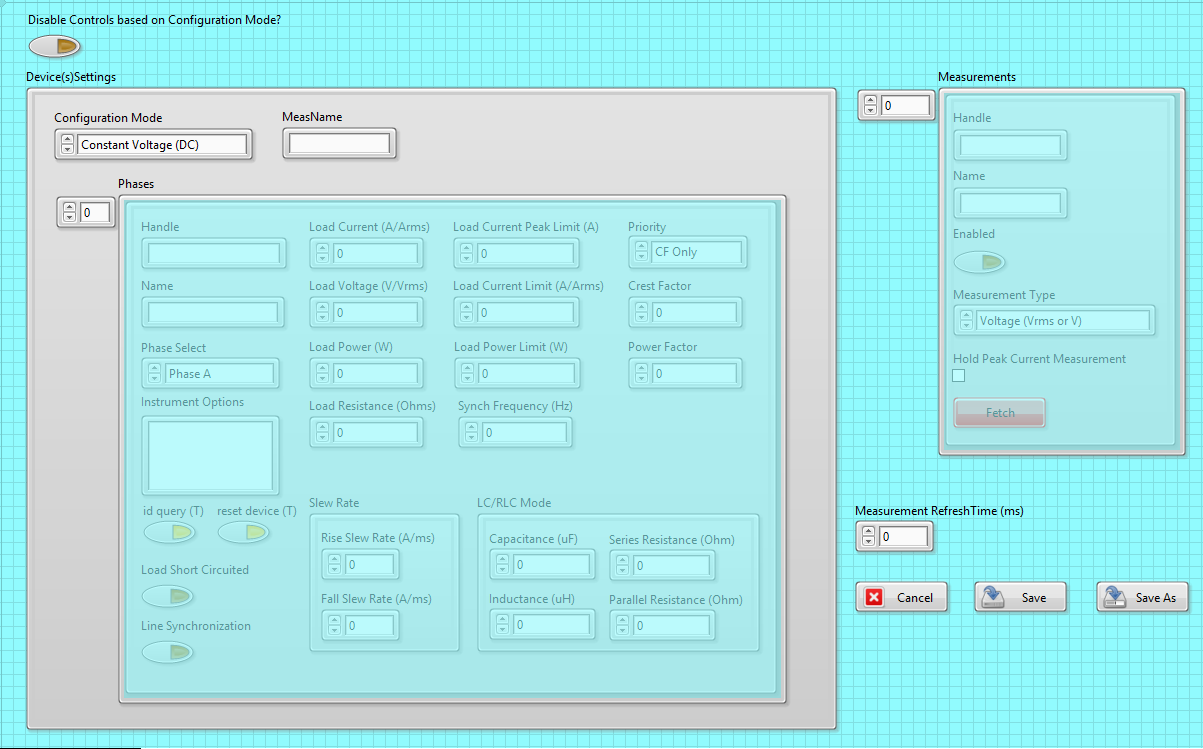 Disable Controls based on Configuration Mode?
Device(s)Settings
Configuration Mode
Constant Voltage (DC)
MeasName
Phases
0
Handle
Name
Phase Select
Phase A
Instrument Options
id query (T)
reset device (T)
Load Short Circuited
Line Synchronization
Load Current (A/Arms)
0
Load Voltage (V/Vrms)
0
Load Power (W)
0
Load Resistance (Ohms)
0
Load Current Peak Limit (A)
0
Load Current Limit (A/Arms)
0
Load Power Limit (W)
0
Synch Frequency (Hz)
0
Priority
CF Only
Crest Factor
0
Power Factor
0
Slew Rate
Rise Slew Rate (A/ms)
0
Fall Slew Rate (A/ms)
0
LC/RLC Mode
Capacitance (uF)
0
Inductance (uH)
0
Series Resistance (Ohm)
0
Parallel Resistance (Ohm)
0
Measurements
0
Handle
Name
Enabled
Measurement Type
Voltage (Vrms or V)
Hold Peak Current Measurement
Fetch
Measurement RefreshTime (ms)
0
Cancel
Save
Save As